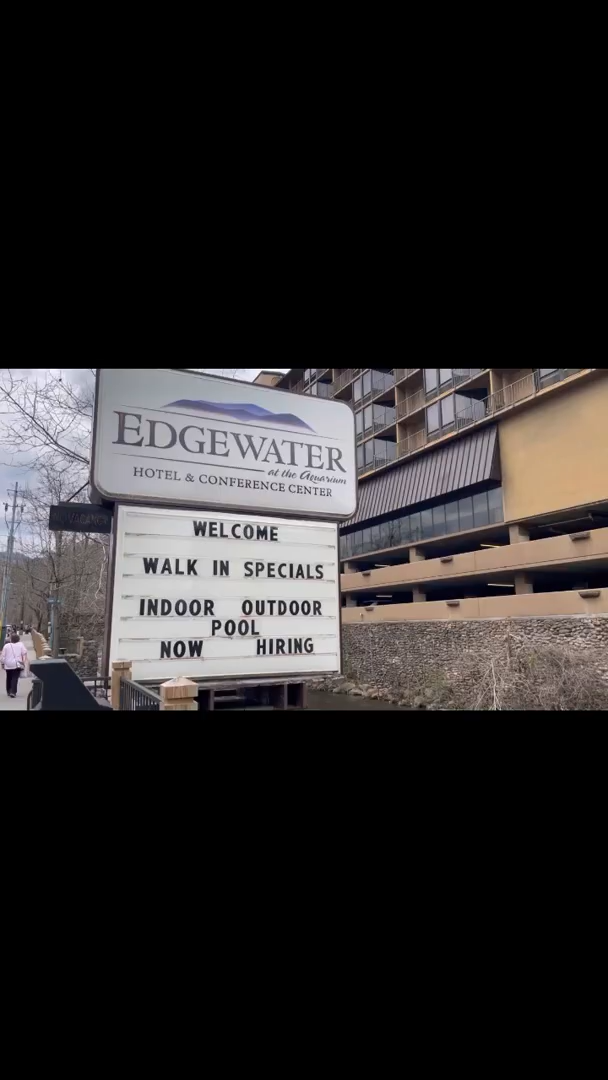 EDGEWATER
at the Aquarium
HOTEL & CONFERENCE CENTER
WELCOME
WALK IN SPECIALS
INDOOR OUTDOOR
POOL
NOW HIRING